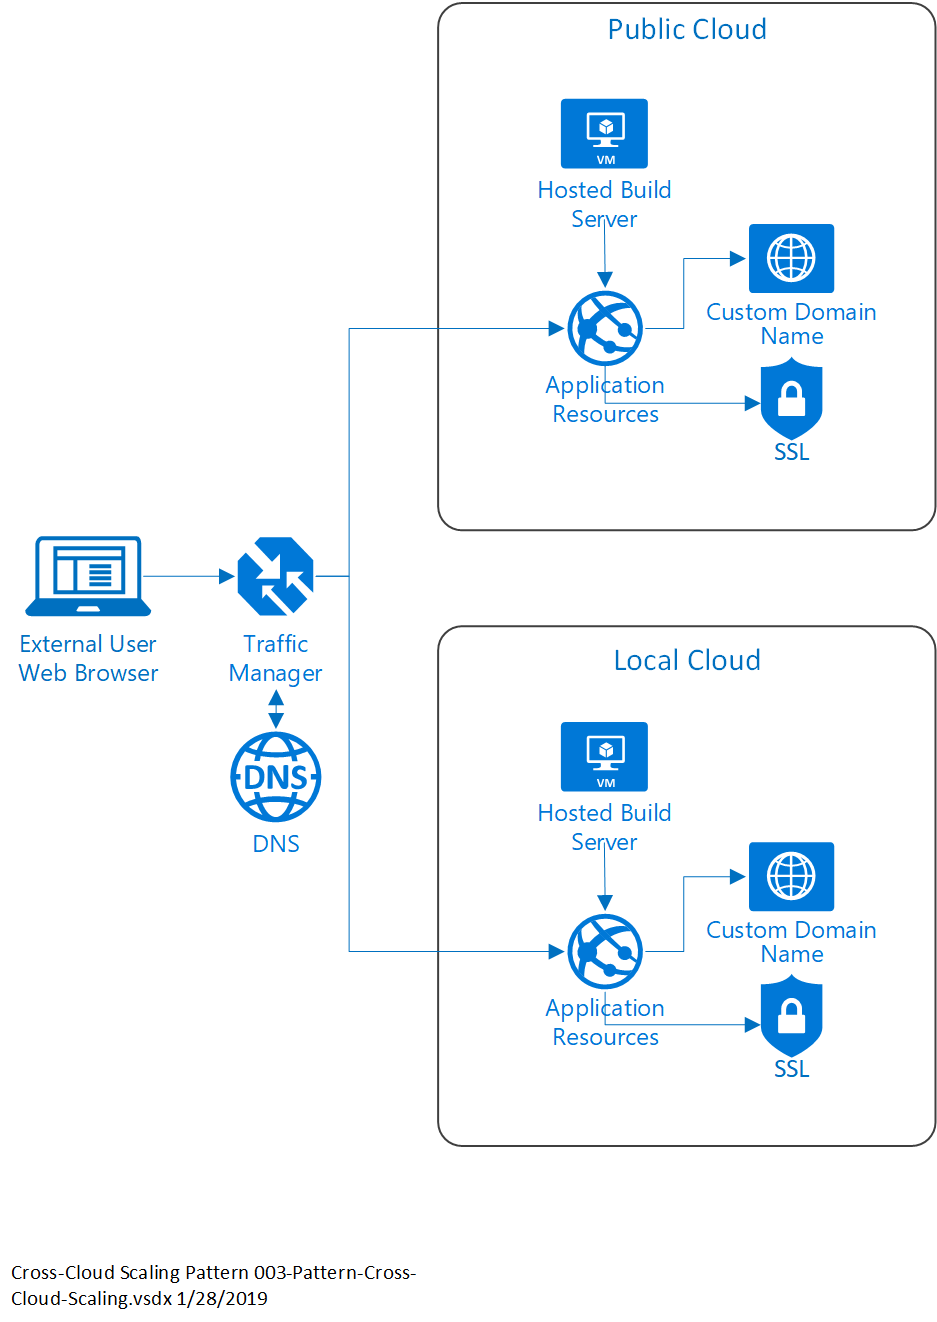 Public Cloud
VM
Hosted Build
Server
Custom Domain
Name
Application
Resources
SSL
External User
Web Browser
Traffic
Manager
DNS
DNS
Local Cloud
VM
Hosted Build
Server
Custom Domain
Name
Application
Resources
SSL
Cross-Cloud Scaling Pattern 003-Pattern-Cross-
Cloud-Scaling.vsdx 1/28/2019